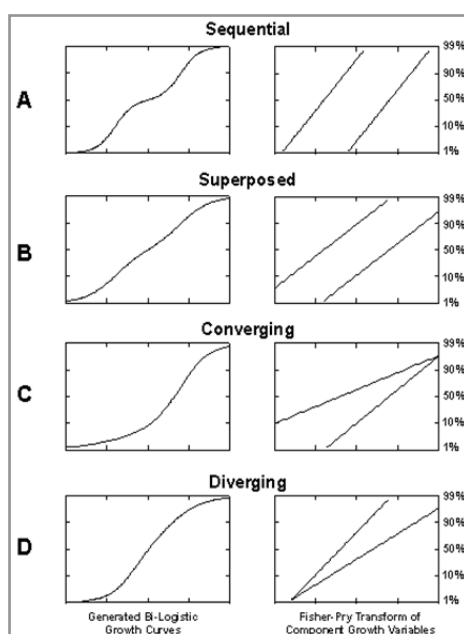 Sequential
A
99%
90%
50%
10%
1%
Superposed
B
99%
90%
50%
10%
1%
Converging
C
99%
90%
50%
10%
1%
Diverging
D
99%
90%
50%
10%
1%
Generated Bi-Logistic
Growth Curves
Fisher-Pry Transform of
Component Growth Variables